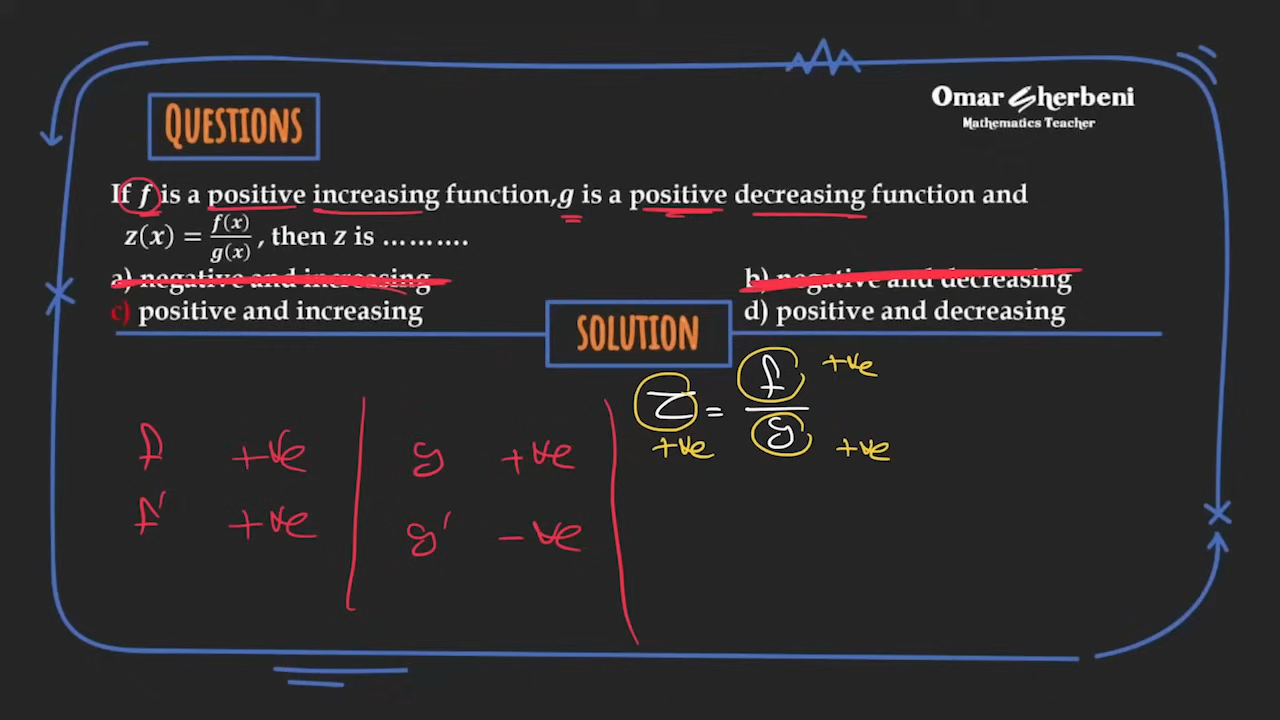 Omar Sherbeni
Mathematics Teacher
QUESTIONS
If f is a positive increasing function,g is a positive decreasing function and
z(x) = f(x)/g(x) , then z is ..........
a) negative and increasing
b) negative and decreasing
c) positive and increasing
d) positive and decreasing
SOLUTION
z = f/g
+ve
+ve
+ve
f +ve
g +ve
f' +ve
g' -ve